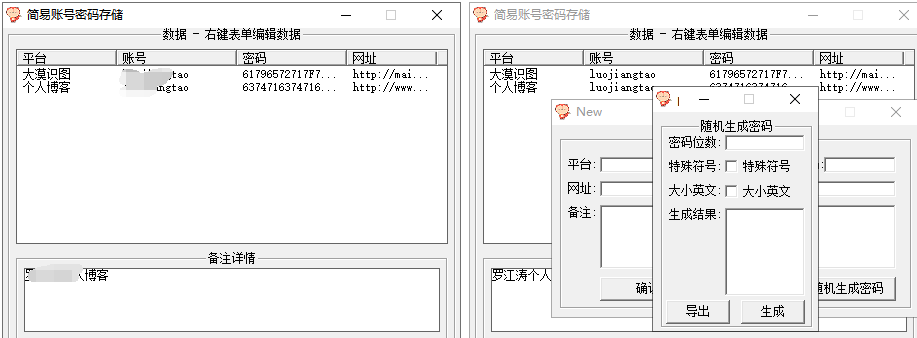 简易账号密码存储
数据 - 右键表单编辑数据
平台 账号 密码 网址
大漠识图 jiangtao 61796572717F7... http://mai...
个人博客 jiangtao 6374716374716... http://www...
备注详情
博客
简易账号密码存储
数据 - 右键表单编辑数据
平台 账号 密码 网址
大漠识图 luojiangtao 61796572717F7... http://mai...
个人博客 luojiangtao 6374716374716... http://www...
New
平台:
网址:
备注:
确认
随机生成密码
罗江涛个人
随机生成密码
密码位数:
特殊符号: 特殊符号
大小英文: 大小英文
生成结果:
导出 生成